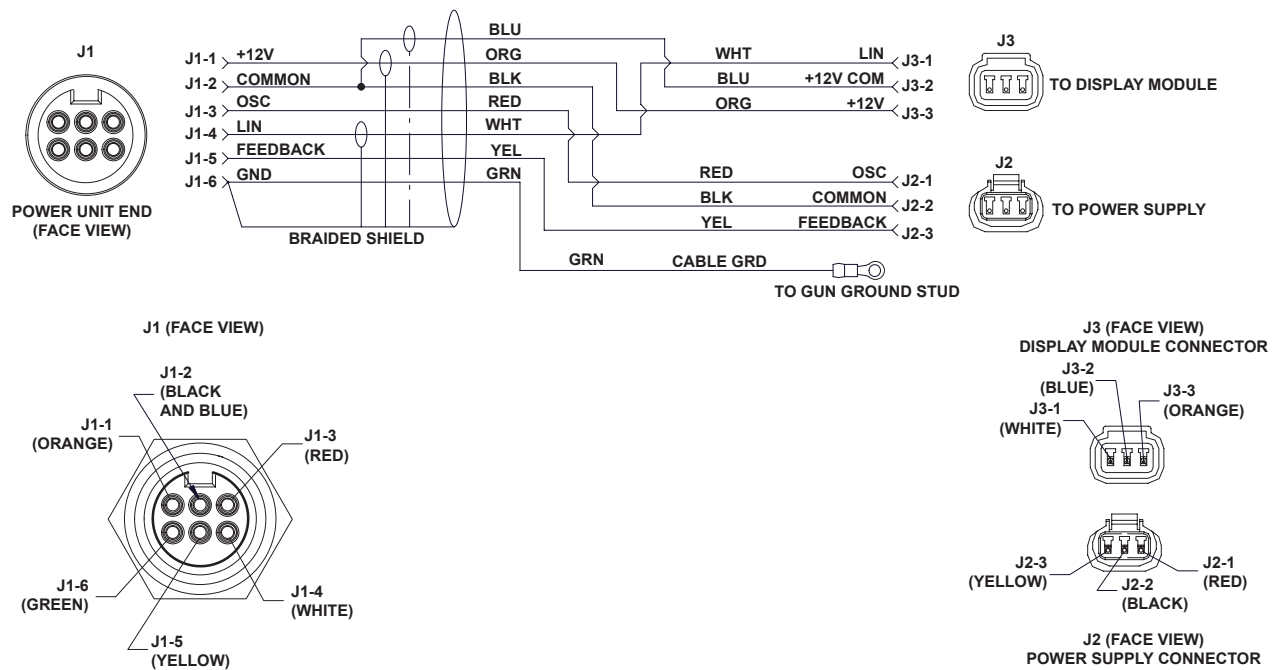 J1
POWER UNIT END
(FACE VIEW)
J1-1 +12V ORG
J1-2 COMMON BLK
J1-3 OSC RED
J1-4 LIN WHT
J1-5 FEEDBACK YEL
J1-6 GND GRN
BLU
BRAIDED SHIELD
WHT LIN J3-1
BLU +12V COM J3-2
ORG +12V J3-3
J3
TO DISPLAY MODULE
RED OSC J2-1
BLK COMMON J2-2
YEL FEEDBACK J2-3
J2
TO POWER SUPPLY
GRN CABLE GRD
TO GUN GROUND STUD
J1 (FACE VIEW)
J1-2
(BLACK
AND BLUE)
J1-1
(ORANGE)
J1-3
(RED)
J1-6
(GREEN)
J1-4
(WHITE)
J1-5
(YELLOW)
J3 (FACE VIEW)
DISPLAY MODULE CONNECTOR
J3-2
(BLUE)
J3-3
(ORANGE)
J3-1
(WHITE)
J2-3
(YELLOW)
J2-1
(RED)
J2-2
(BLACK)
J2 (FACE VIEW)
POWER SUPPLY CONNECTOR